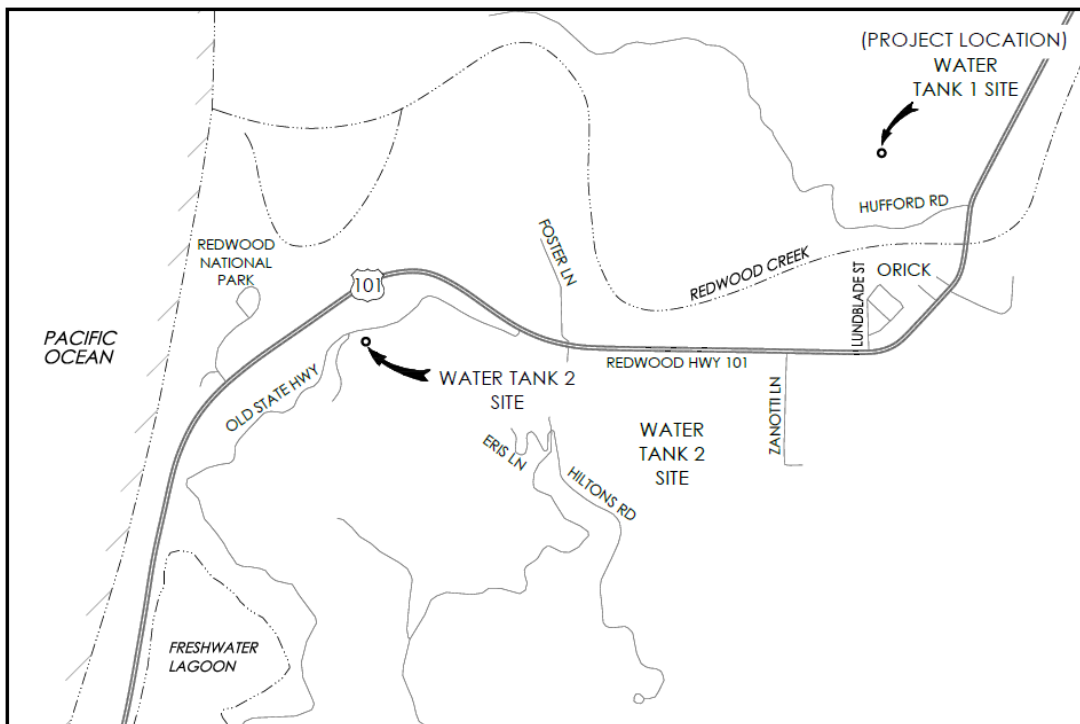 (PROJECT LOCATION)
WATER
TANK 1 SITE
HUFFORD RD
REDWOOD
NATIONAL
PARK
101
FOSTER LN
REDWOOD CREEK
LUNDBLADE ST
ORICK
PACIFIC
OCEAN
OLD STATE HWY
WATER TANK 2
SITE
REDWOOD HWY 101
ZANOTTI LN
WATER
TANK 2
SITE
ERIS LN
HILTONS RD
FRESHWATER
LAGOON